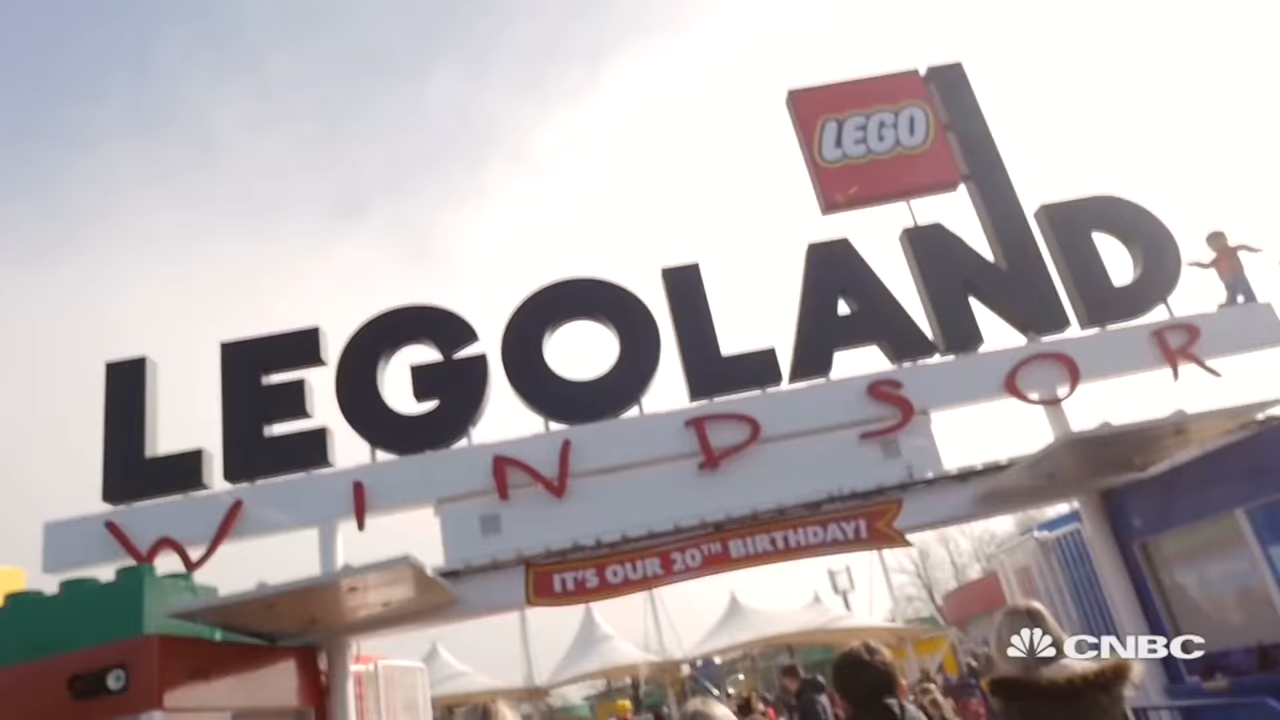 LEGO
LEGOLAND
WINDSOR
IT'S OUR 20TH BIRTHDAY!
CNBC